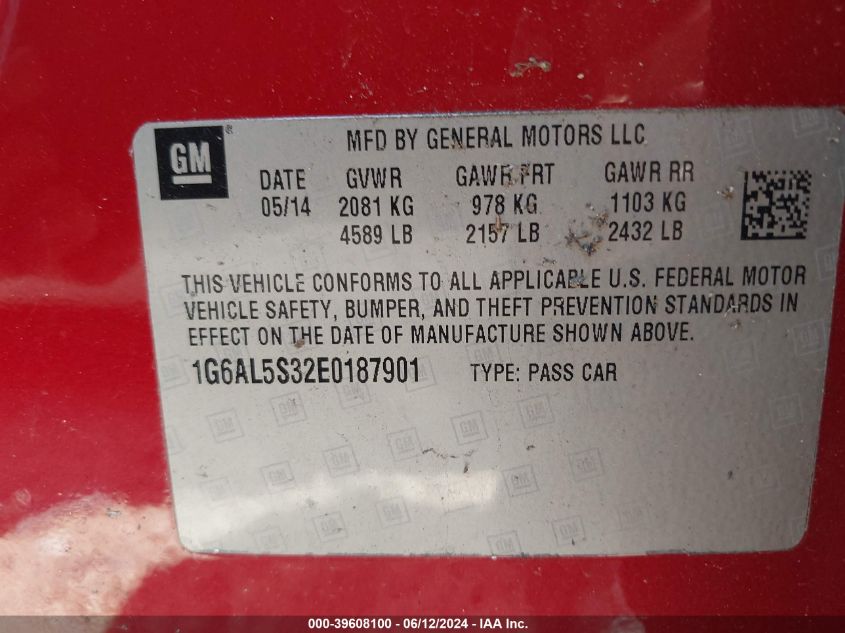 GM
MFD BY GENERAL MOTORS LLC
DATE GVWR GAWR FRT GAWR RR
05/14 2081 KG 978 KG 1103 KG
4589 LB 2157 LB 2432 LB
THIS VEHICLE CONFORMS TO ALL APPLICABLE U.S. FEDERAL MOTOR
VEHICLE SAFETY, BUMPER, AND THEFT PREVENTION STANDARDS IN
EFFECT ON THE DATE OF MANUFACTURE SHOWN ABOVE.
1G6AL5S32E0187901 TYPE: PASS CAR
000-39608100 - 06/12/2024 - IAA Inc.